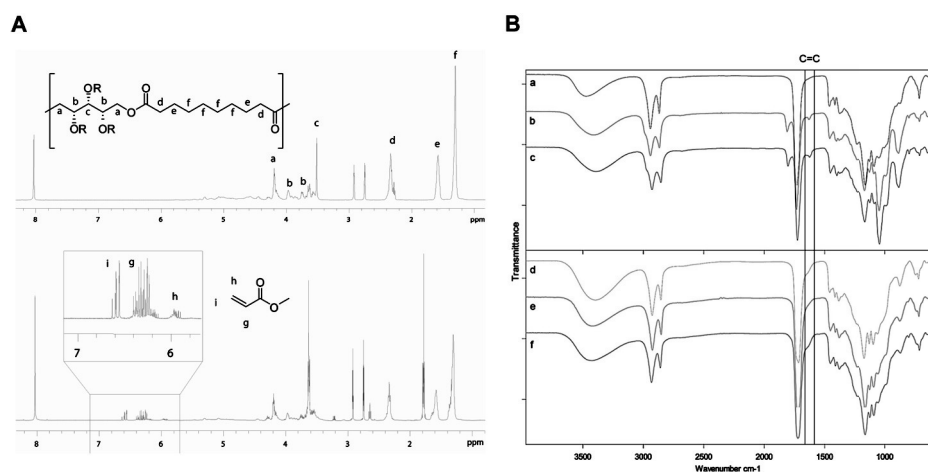 A
B
f
C=C
OR
b b
a c a
OR OR
O
O
O
d f f e
e f f d
c
a
b b
d
e
a
b
c
8 6 5 4 3 2 ppm
i g h
7 6
h
i
g
O
O
8 7 6 5 4 3 2 ppm
d
e
f
Transmittance
3500 3000 2500 2000 1500 1000
Wavenumber cm-1